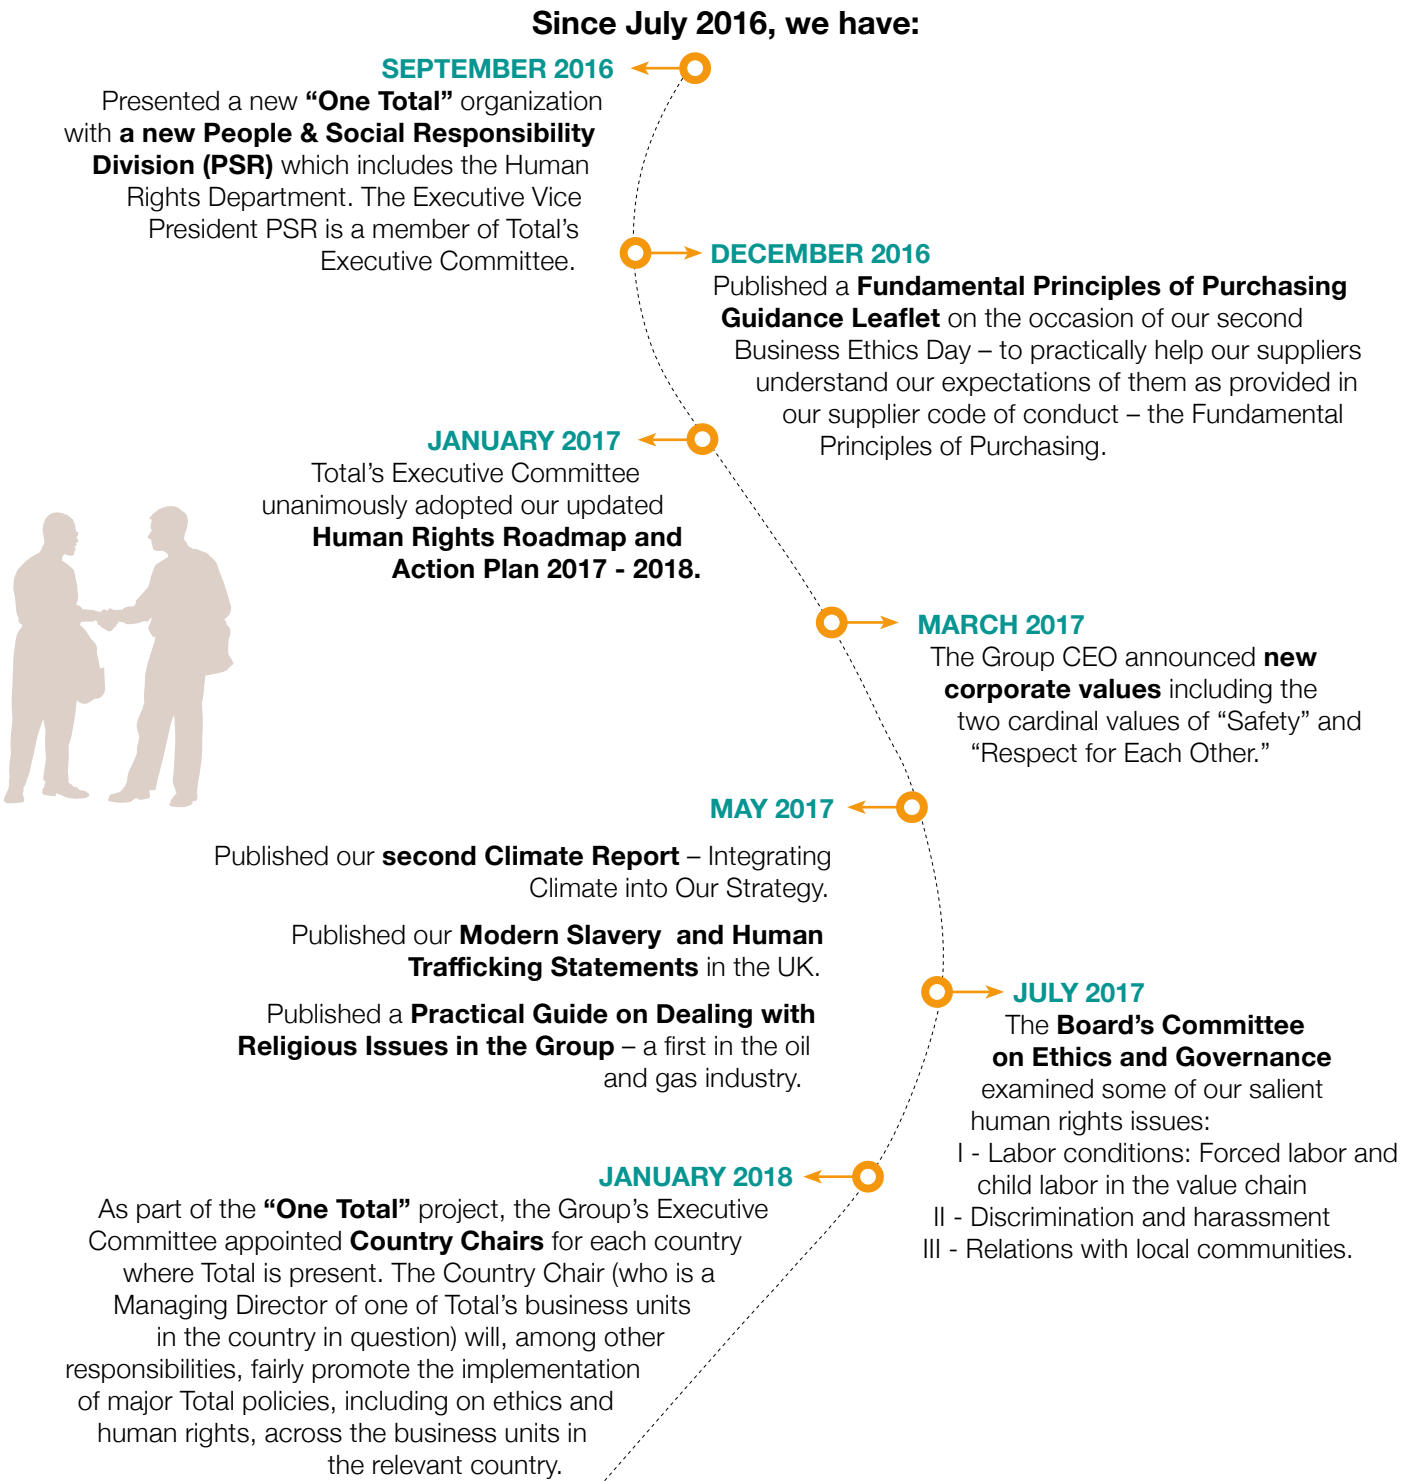 Since July 2016, we have:
SEPTEMBER 2016
Presented a new “One Total” organization
with a new People & Social Responsibility
Division (PSR) which includes the Human
Rights Department. The Executive Vice
President PSR is a member of Total’s
Executive Committee.
DECEMBER 2016
Published a Fundamental Principles of Purchasing
Guidance Leaflet on the occasion of our second
Business Ethics Day – to practically help our suppliers
understand our expectations of them as provided in
our supplier code of conduct – the Fundamental
Principles of Purchasing.
JANUARY 2017
Total’s Executive Committee
unanimously adopted our updated
Human Rights Roadmap and
Action Plan 2017 - 2018.
MARCH 2017
The Group CEO announced new
corporate values including the
two cardinal values of “Safety” and
“Respect for Each Other.”
MAY 2017
Published our second Climate Report – Integrating
Climate into Our Strategy.
Published our Modern Slavery and Human
Trafficking Statements in the UK.
Published a Practical Guide on Dealing with
Religious Issues in the Group – a first in the oil
and gas industry.
JULY 2017
The Board’s Committee
on Ethics and Governance
examined some of our salient
human rights issues:
I - Labor conditions: Forced labor and
child labor in the value chain
II - Discrimination and harassment
III - Relations with local communities.
JANUARY 2018
As part of the “One Total” project, the Group’s Executive
Committee appointed Country Chairs for each country
where Total is present. The Country Chair (who is a
Managing Director of one of Total’s business units
in the country in question) will, among other
responsibilities, fairly promote the implementation
of major Total policies, including on ethics and
human rights, across the business units in
the relevant country.